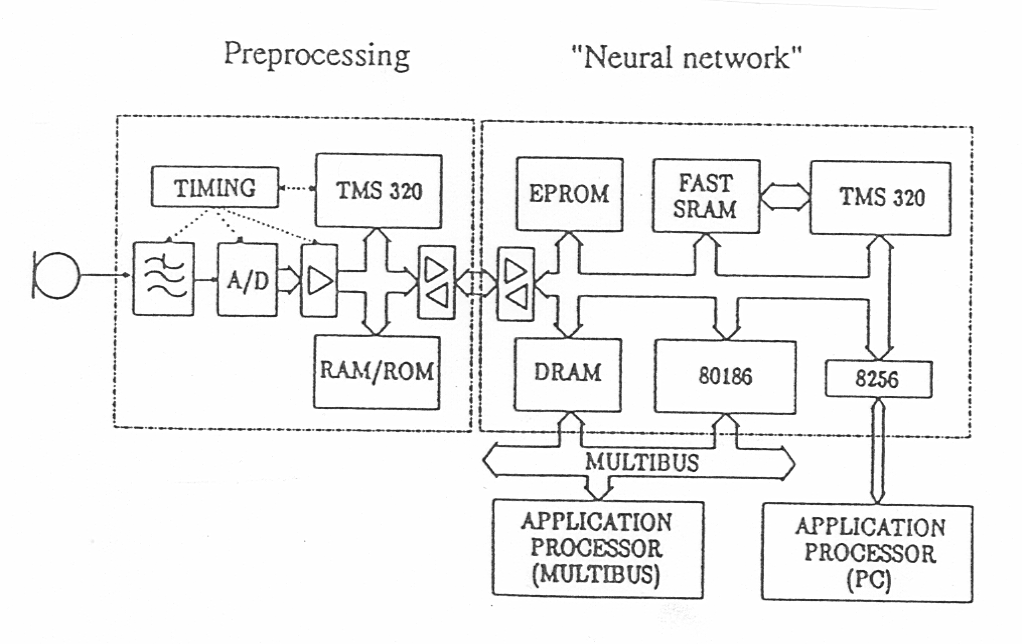 Preprocessing
"Neural network"
TIMING
TMS 320
A/D
RAM/ROM
EPROM
FAST
SRAM
TMS 320
DRAM
80186
8256
MULTIBUS
APPLICATION
PROCESSOR
(MULTIBUS)
APPLICATION
PROCESSOR
(PC)